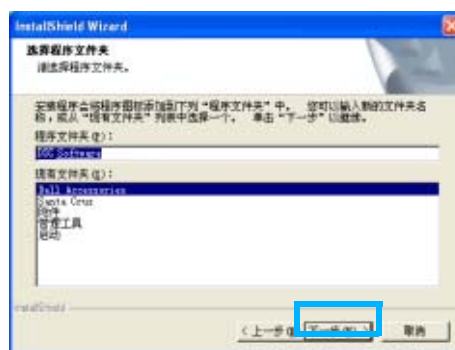 InstallShield Wizard
选择程序文件夹
请选择程序文件夹。
安装程序会将程序图标添加到下列“程序文件夹”中。 您可以输入新的文件夹名
称，或从“现有文件夹”列表中选择一个。 单击“下一步”以继续。
程序文件夹(P)：
Software
现有文件夹(X)：
Dell Accessories
Santa Cruz
附件
管理工具
启动
InstallShield
<上一步(B) 下一步(N)> 取消